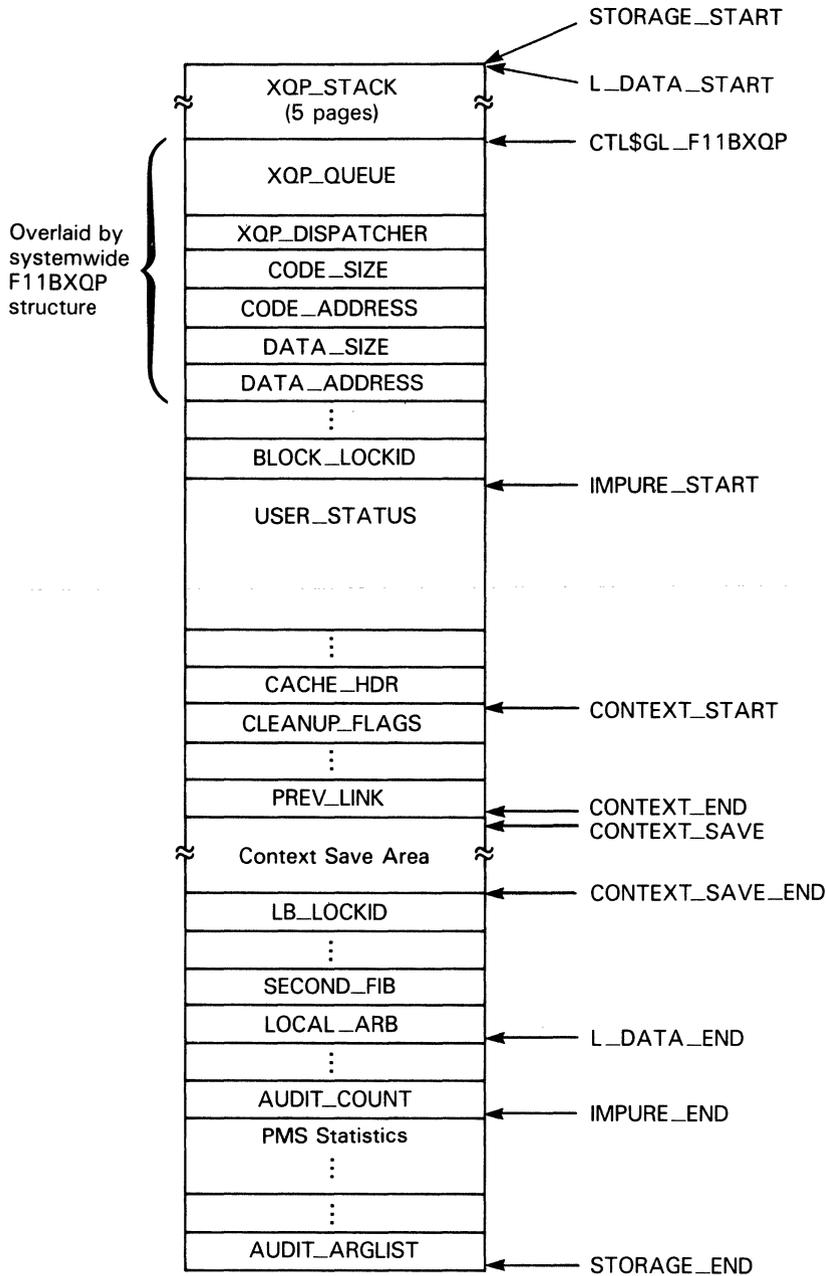 STORAGE_START
XQP_STACK
(5 pages)
L_DATA_START
CTL$GL_F11BXQP
XQP_QUEUE
Overlaid by
systemwide
F11BXQP
structure
XQP_DISPATCHER
CODE_SIZE
CODE_ADDRESS
DATA_SIZE
DATA_ADDRESS
⋮
BLOCK_LOCKID
IMPURE_START
USER_STATUS
⋮
CACHE_HDR
CONTEXT_START
CLEANUP_FLAGS
⋮
PREV_LINK
CONTEXT_END
CONTEXT_SAVE
Context Save Area
CONTEXT_SAVE_END
LB_LOCKID
⋮
SECOND_FIB
LOCAL_ARB
L_DATA_END
⋮
AUDIT_COUNT
IMPURE_END
PMS Statistics
⋮
⋮
AUDIT_ARGLIST
STORAGE_END